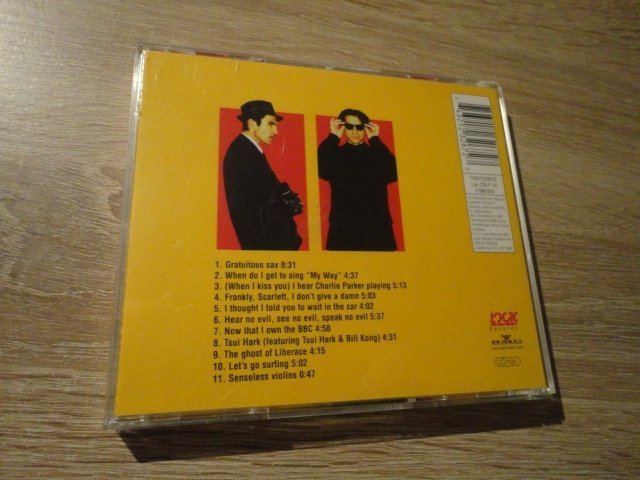 1. Gratuitous sax 0:31
2. When do I get to sing "My Way" 4:37
3. (When I kiss you) I hear Charlie Parker playing 5:13
4. Frankly, Scarlett, I don't give a damn 5:03
5. I thought I told you to wait in the car 4:02
6. Hear no evil, see no evil, speak no evil 5:37
7. Now that I own the BBC 4:58
8. Tsui Hark (featuring Tsui Hark & Bill Kong) 4:31
9. The ghost of Liberace 4:15
10. Let's go surfing 5:02
11. Senseless violins 0:47
LOGIC
Records
BMG